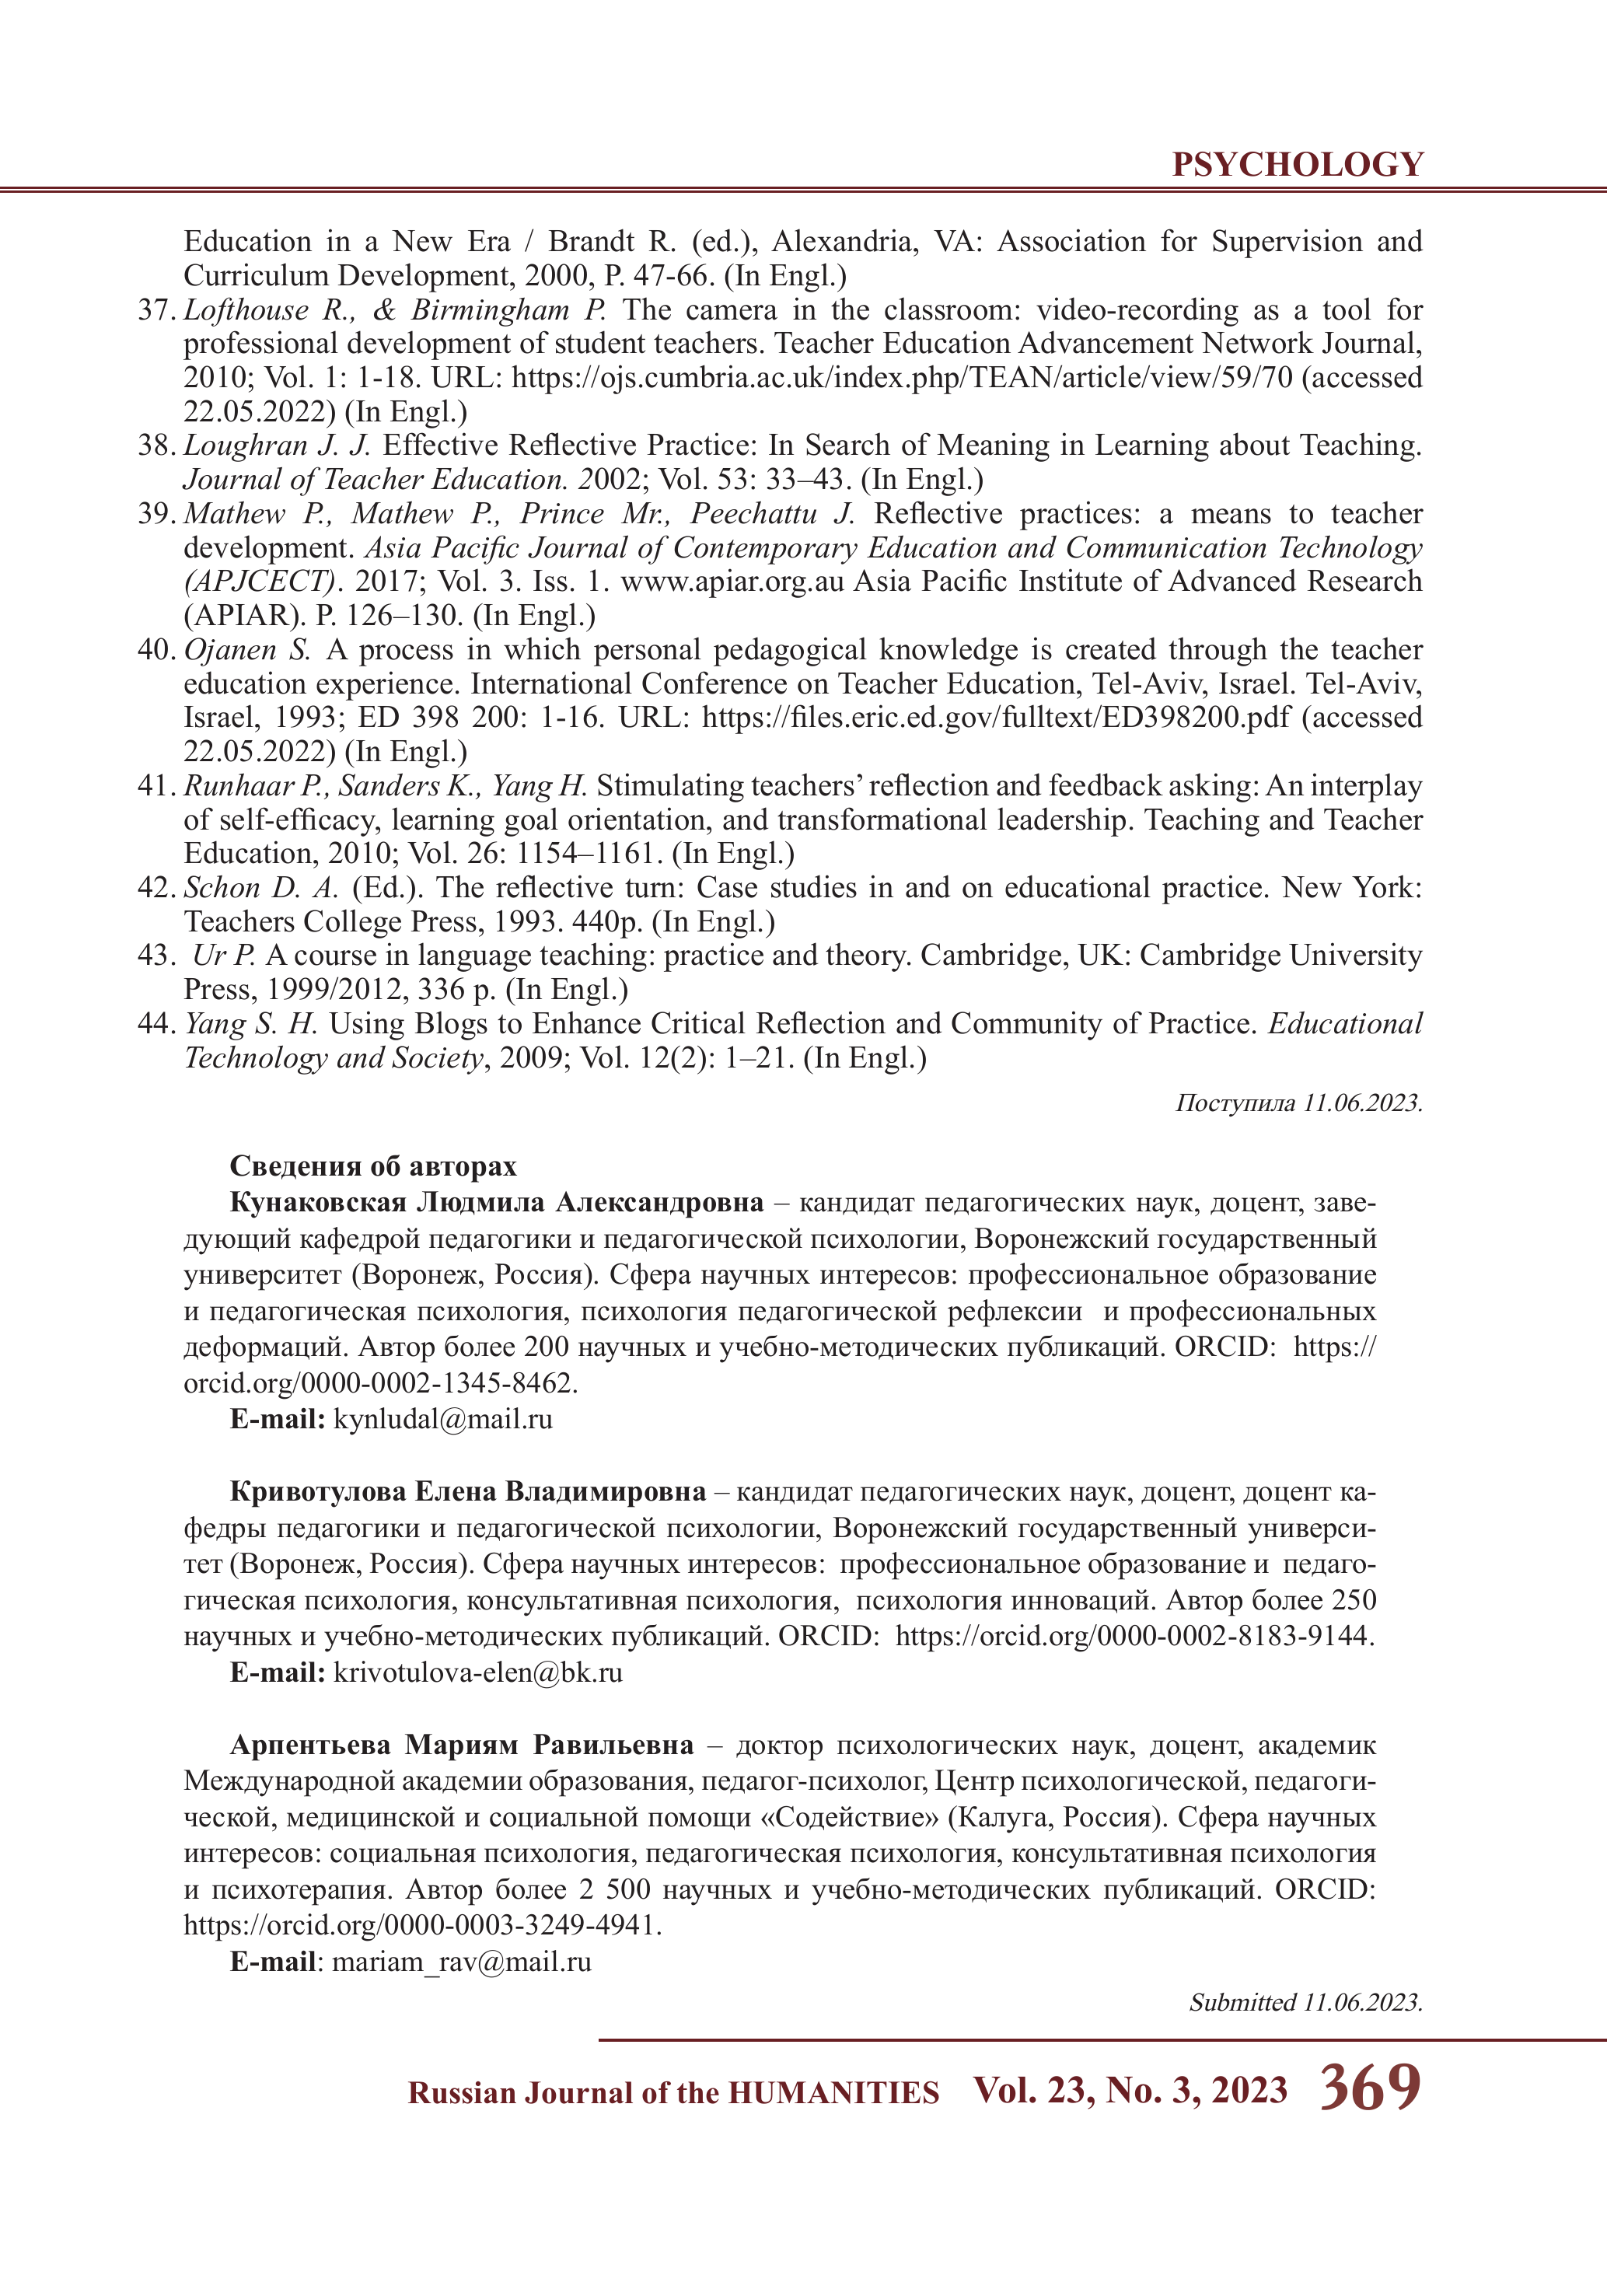 PSYCHOLOGY
Education in a New Era / Brandt R. (ed.), Alexandria, VA: Association for Supervision and
Curriculum Development, 2000, P. 47-66. (In Engl.)
37. Lofthouse R., & Birmingham P. The camera in the classroom: video-recording as a tool for
professional development of student teachers. Teacher Education Advancement Network Journal,
2010; Vol. 1: 1-18. URL: https://ojs.cumbria.ac.uk/index.php/TEAN/article/view/59/70 (accessed
22.05.2022) (In Engl.)
38. Loughran J. J. Effective Reflective Practice: In Search of Meaning in Learning about Teaching.
Journal of Teacher Education. 2002; Vol. 53: 33–43. (In Engl.)
39. Mathew P., Mathew P., Prince Mr., Peechattu J. Reflective practices: a means to teacher
development. Asia Pacific Journal of Contemporary Education and Communication Technology
(APJCECT). 2017; Vol. 3. Iss. 1. www.apiar.org.au Asia Pacific Institute of Advanced Research
(APIAR). P. 126–130. (In Engl.)
40. Ojanen S. A process in which personal pedagogical knowledge is created through the teacher
education experience. International Conference on Teacher Education, Tel-Aviv, Israel. Tel-Aviv,
Israel, 1993; ED 398 200: 1-16. URL: https://files.eric.ed.gov/fulltext/ED398200.pdf (accessed
22.05.2022) (In Engl.)
41. Runhaar P., Sanders K., Yang H. Stimulating teachers’ reflection and feedback asking: An interplay
of self-efficacy, learning goal orientation, and transformational leadership. Teaching and Teacher
Education, 2010; Vol. 26: 1154–1161. (In Engl.)
42. Schon D. A. (Ed.). The reflective turn: Case studies in and on educational practice. New York:
Teachers College Press, 1993. 440p. (In Engl.)
43. Ur P. A course in language teaching: practice and theory. Cambridge, UK: Cambridge University
Press, 1999/2012, 336 p. (In Engl.)
44. Yang S. H. Using Blogs to Enhance Critical Reflection and Community of Practice. Educational
Technology and Society, 2009; Vol. 12(2): 1–21. (In Engl.)
Поступила 11.06.2023.
Сведения об авторах
Кунаковская Людмила Александровна – кандидат педагогических наук, доцент, заве-
дующий кафедрой педагогики и педагогической психологии, Воронежский государственный
университет (Воронеж, Россия). Сфера научных интересов: профессиональное образование
и педагогическая психология, психология педагогической рефлексии и профессиональных
деформаций. Автор более 200 научных и учебно-методических публикаций. ORCID: https://
orcid.org/0000-0002-1345-8462.
E-mail: kynludal@mail.ru
Кривотулова Елена Владимировна – кандидат педагогических наук, доцент, доцент ка-
федры педагогики и педагогической психологии, Воронежский государственный универси-
тет (Воронеж, Россия). Сфера научных интересов: профессиональное образование и педаго-
гическая психология, консультативная психология, психология инноваций. Автор более 250
научных и учебно-методических публикаций. ORCID: https://orcid.org/0000-0002-8183-9144.
E-mail: krivotulova-elen@bk.ru
Арпентьева Мариям Равильевна – доктор психологических наук, доцент, академик
Международной академии образования, педагог-психолог, Центр психологической, педагоги-
ческой, медицинской и социальной помощи «Содействие» (Калуга, Россия). Сфера научных
интересов: социальная психология, педагогическая психология, консультативная психология
и психотерапия. Автор более 2 500 научных и учебно-методических публикаций. ORCID:
https://orcid.org/0000-0003-3249-4941.
E-mail: mariam_rav@mail.ru
Submitted 11.06.2023.
Russian Journal of the HUMANITIES Vol. 23, No. 3, 2023 369